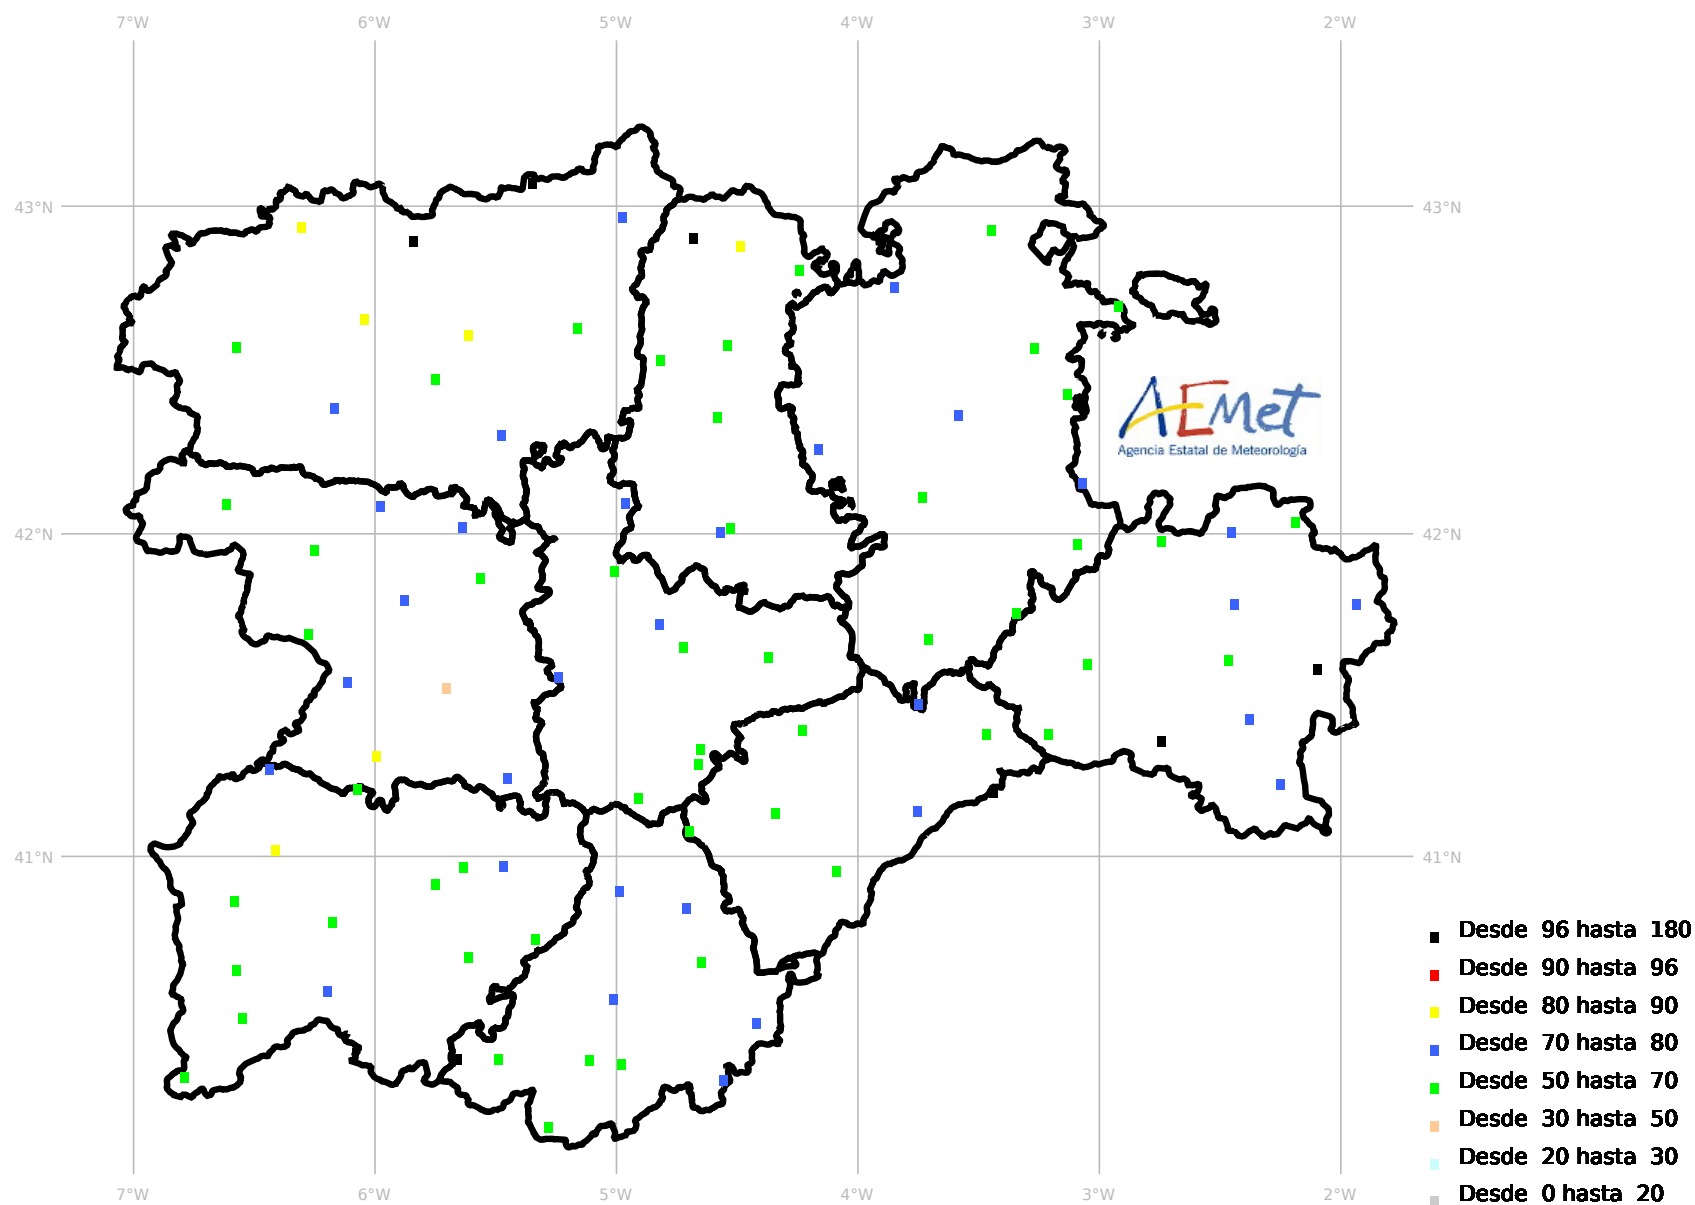 7°W 6°W 5°W 4°W 3°W 2°W
43°N 43°N
AEMet
Agencia Estatal de Meteorología
42°N 42°N
41°N 41°N
Desde 96 hasta 180
Desde 90 hasta 96
Desde 80 hasta 90
Desde 70 hasta 80
Desde 50 hasta 70
Desde 30 hasta 50
Desde 20 hasta 30
Desde 0 hasta 20
7°W 6°W 5°W 4°W 3°W 2°W